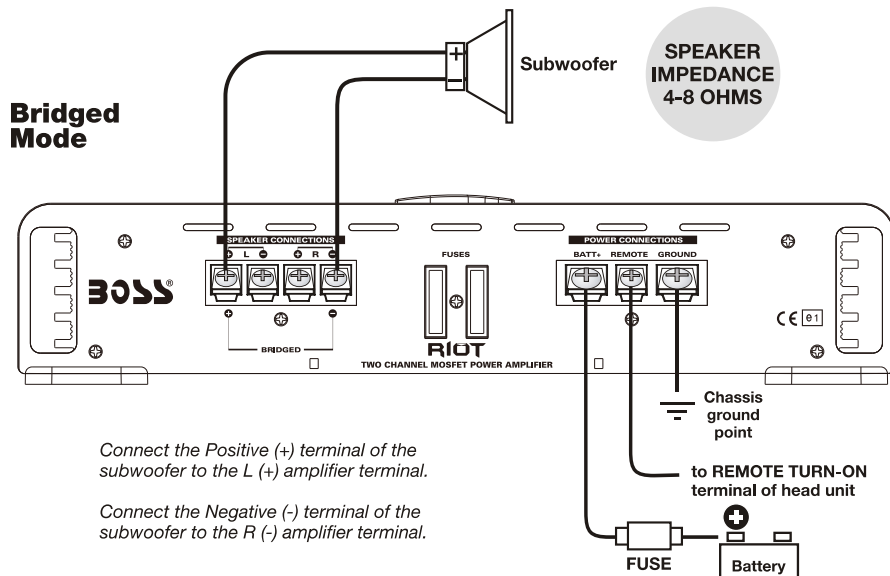 Bridged
Mode
+
−
Subwoofer
SPEAKER
IMPEDANCE
4-8 OHMS
SPEAKER CONNECTIONS
+ L − + R −
FUSES
POWER CONNECTIONS
BATT+ REMOTE GROUND
BOSS®
+ −
BRIDGED
RIOT
TWO CHANNEL MOSFET POWER AMPLIFIER
CE e1
Chassis
ground
point
Connect the Positive (+) terminal of the
subwoofer to the L (+) amplifier terminal.
Connect the Negative (-) terminal of the
subwoofer to the R (-) amplifier terminal.
to REMOTE TURN-ON
terminal of head unit
+
FUSE
Battery